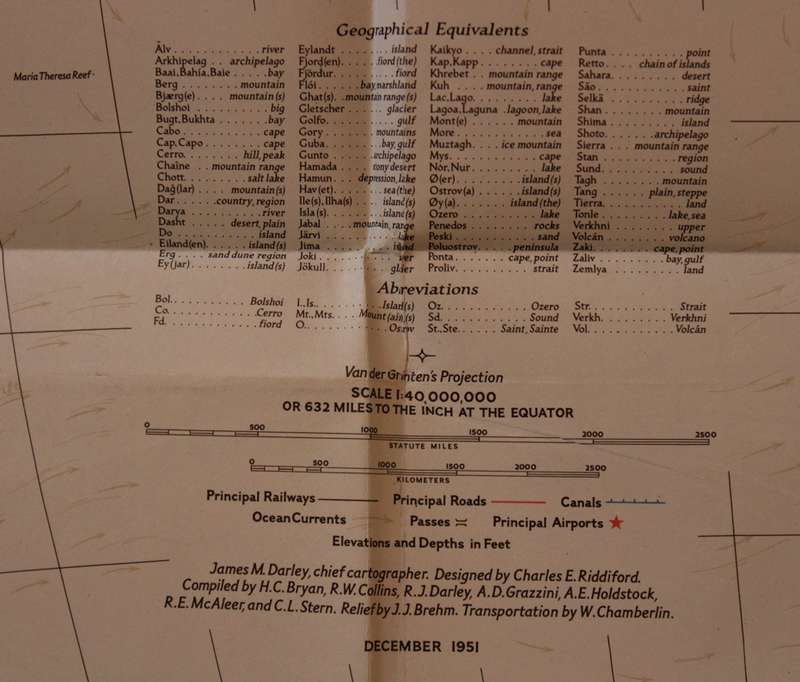 Maria Theresa Reef
Geographical Equivalents
Älv . . . river
Arkhipelag . . archipelago
Baai, Bahía, Baie . . . bay
Berg . . . mountain
Bjærg(e) . . . mountain(s)
Bolshoi . . . big
Bugt, Bukhta . . . bay
Cabo . . . cape
Cap, Capo . . . cape
Cerro . . . hill, peak
Chaîne . . . mountain range
Chott . . . salt lake
Dağ(lar) . . . mountain(s)
Dar . . . country, region
Darya . . . river
Dasht . . . desert, plain
Do . . . island
Eiland(en) . . . island(s)
Erg . . . sand dune region
Ey(jar) . . . island(s)
Eylandt . . . island
Fjord(en) . . . fiord (the)
Fjördur . . . fiord
Flói . . . bay, marshland
Ghat(s) . . . mountain range(s)
Gletscher . . . glacier
Golfo . . . gulf
Gory . . . mountains
Guba . . . bay, gulf
Gunto . . . archipelago
Hamada . . . stony desert
Hamun . . . depression, lake
Hav(et) . . . sea (the)
Ile(s), Ilha(s) . . . island(s)
Isla(s) . . . island(s)
Jabal . . . mountain, range
Järvi . . . lake
Jima . . . island
Joki . . . river
Jökull . . . glacier
Kaikyo . . . channel, strait
Kap, Kapp . . . cape
Khrebet . . . mountain range
Kuh . . . mountain, range
Lac, Lago . . . lake
Lagoa, Laguna . lagoon, lake
Mont(e) . . . mountain
More . . . sea
Muztagh . . . ice mountain
Mys . . . cape
Nor, Nur . . . lake
Ø(er) . . . island(s)
Ostrov(a) . . . island(s)
Øy(a) . . . island (the)
Ozero . . . lake
Penedos . . . rocks
Peski . . . sand
Poluostrov . . . peninsula
Ponta . . . cape, point
Proliv . . . strait
Punta . . . point
Retto . . . chain of islands
Sahara . . . desert
São . . . saint
Selkä . . . ridge
Shan . . . mountain
Shima . . . island
Shoto . . . archipelago
Sierra . . . mountain range
Stan . . . region
Sund . . . sound
Tagh . . . mountain
Tang . . . plain, steppe
Tierra . . . land
Tonle . . . lake, sea
Verkhni . . . upper
Volcán . . . volcano
Zaki . . . cape, point
Zaliv . . . bay, gulf
Zemlya . . . land
Abreviations
Bol. . . . Bolshoi
Co. . . . Cerro
Fd. . . . fiord
I., Is. . . . Island(s)
Mt., Mts. . . . Mount(ain)(s)
O. . . . Ostrov
Oz. . . . Ozero
Sd. . . . Sound
St., Ste. . . . Saint, Sainte
Str. . . . Strait
Verkh. . . . Verkhni
Vol. . . . Volcán
Van der Grinten's Projection
SCALE 1:40,000,000
OR 632 MILES TO THE INCH AT THE EQUATOR
0 500 1000 1500 2000 2500
STATUTE MILES
0 500 1000 1500 2000 2500
KILOMETERS
Principal Railways Principal Roads Canals
Ocean Currents Passes Principal Airports
Elevations and Depths in Feet
James M. Darley, chief cartographer. Designed by Charles E. Riddiford.
Compiled by H.C. Bryan, R.W. Collins, R.J. Darley, A.D. Grazzini, A.E. Holdstock,
R.E. McAleer, and C.L. Stern. Relief by J.J. Brehm. Transportation by W. Chamberlin.
DECEMBER 1951